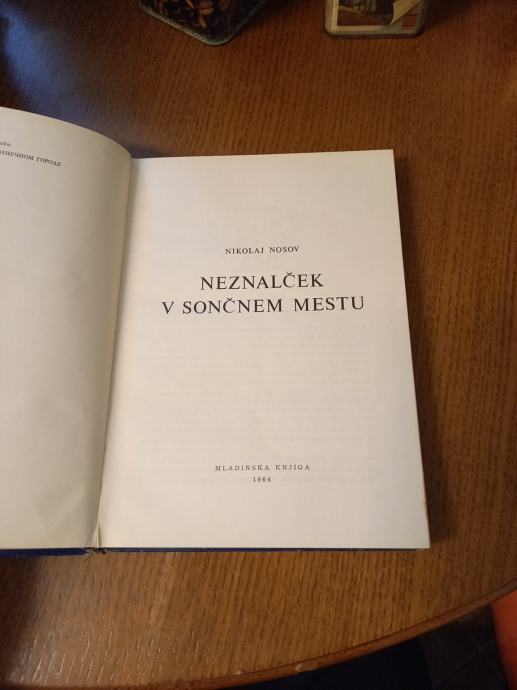 NIKOLAJ NOSOV
NEZNALČEK
V SONČNEM MESTU
MLADINSKA KNJIGA
1964
ГОРОДЕ